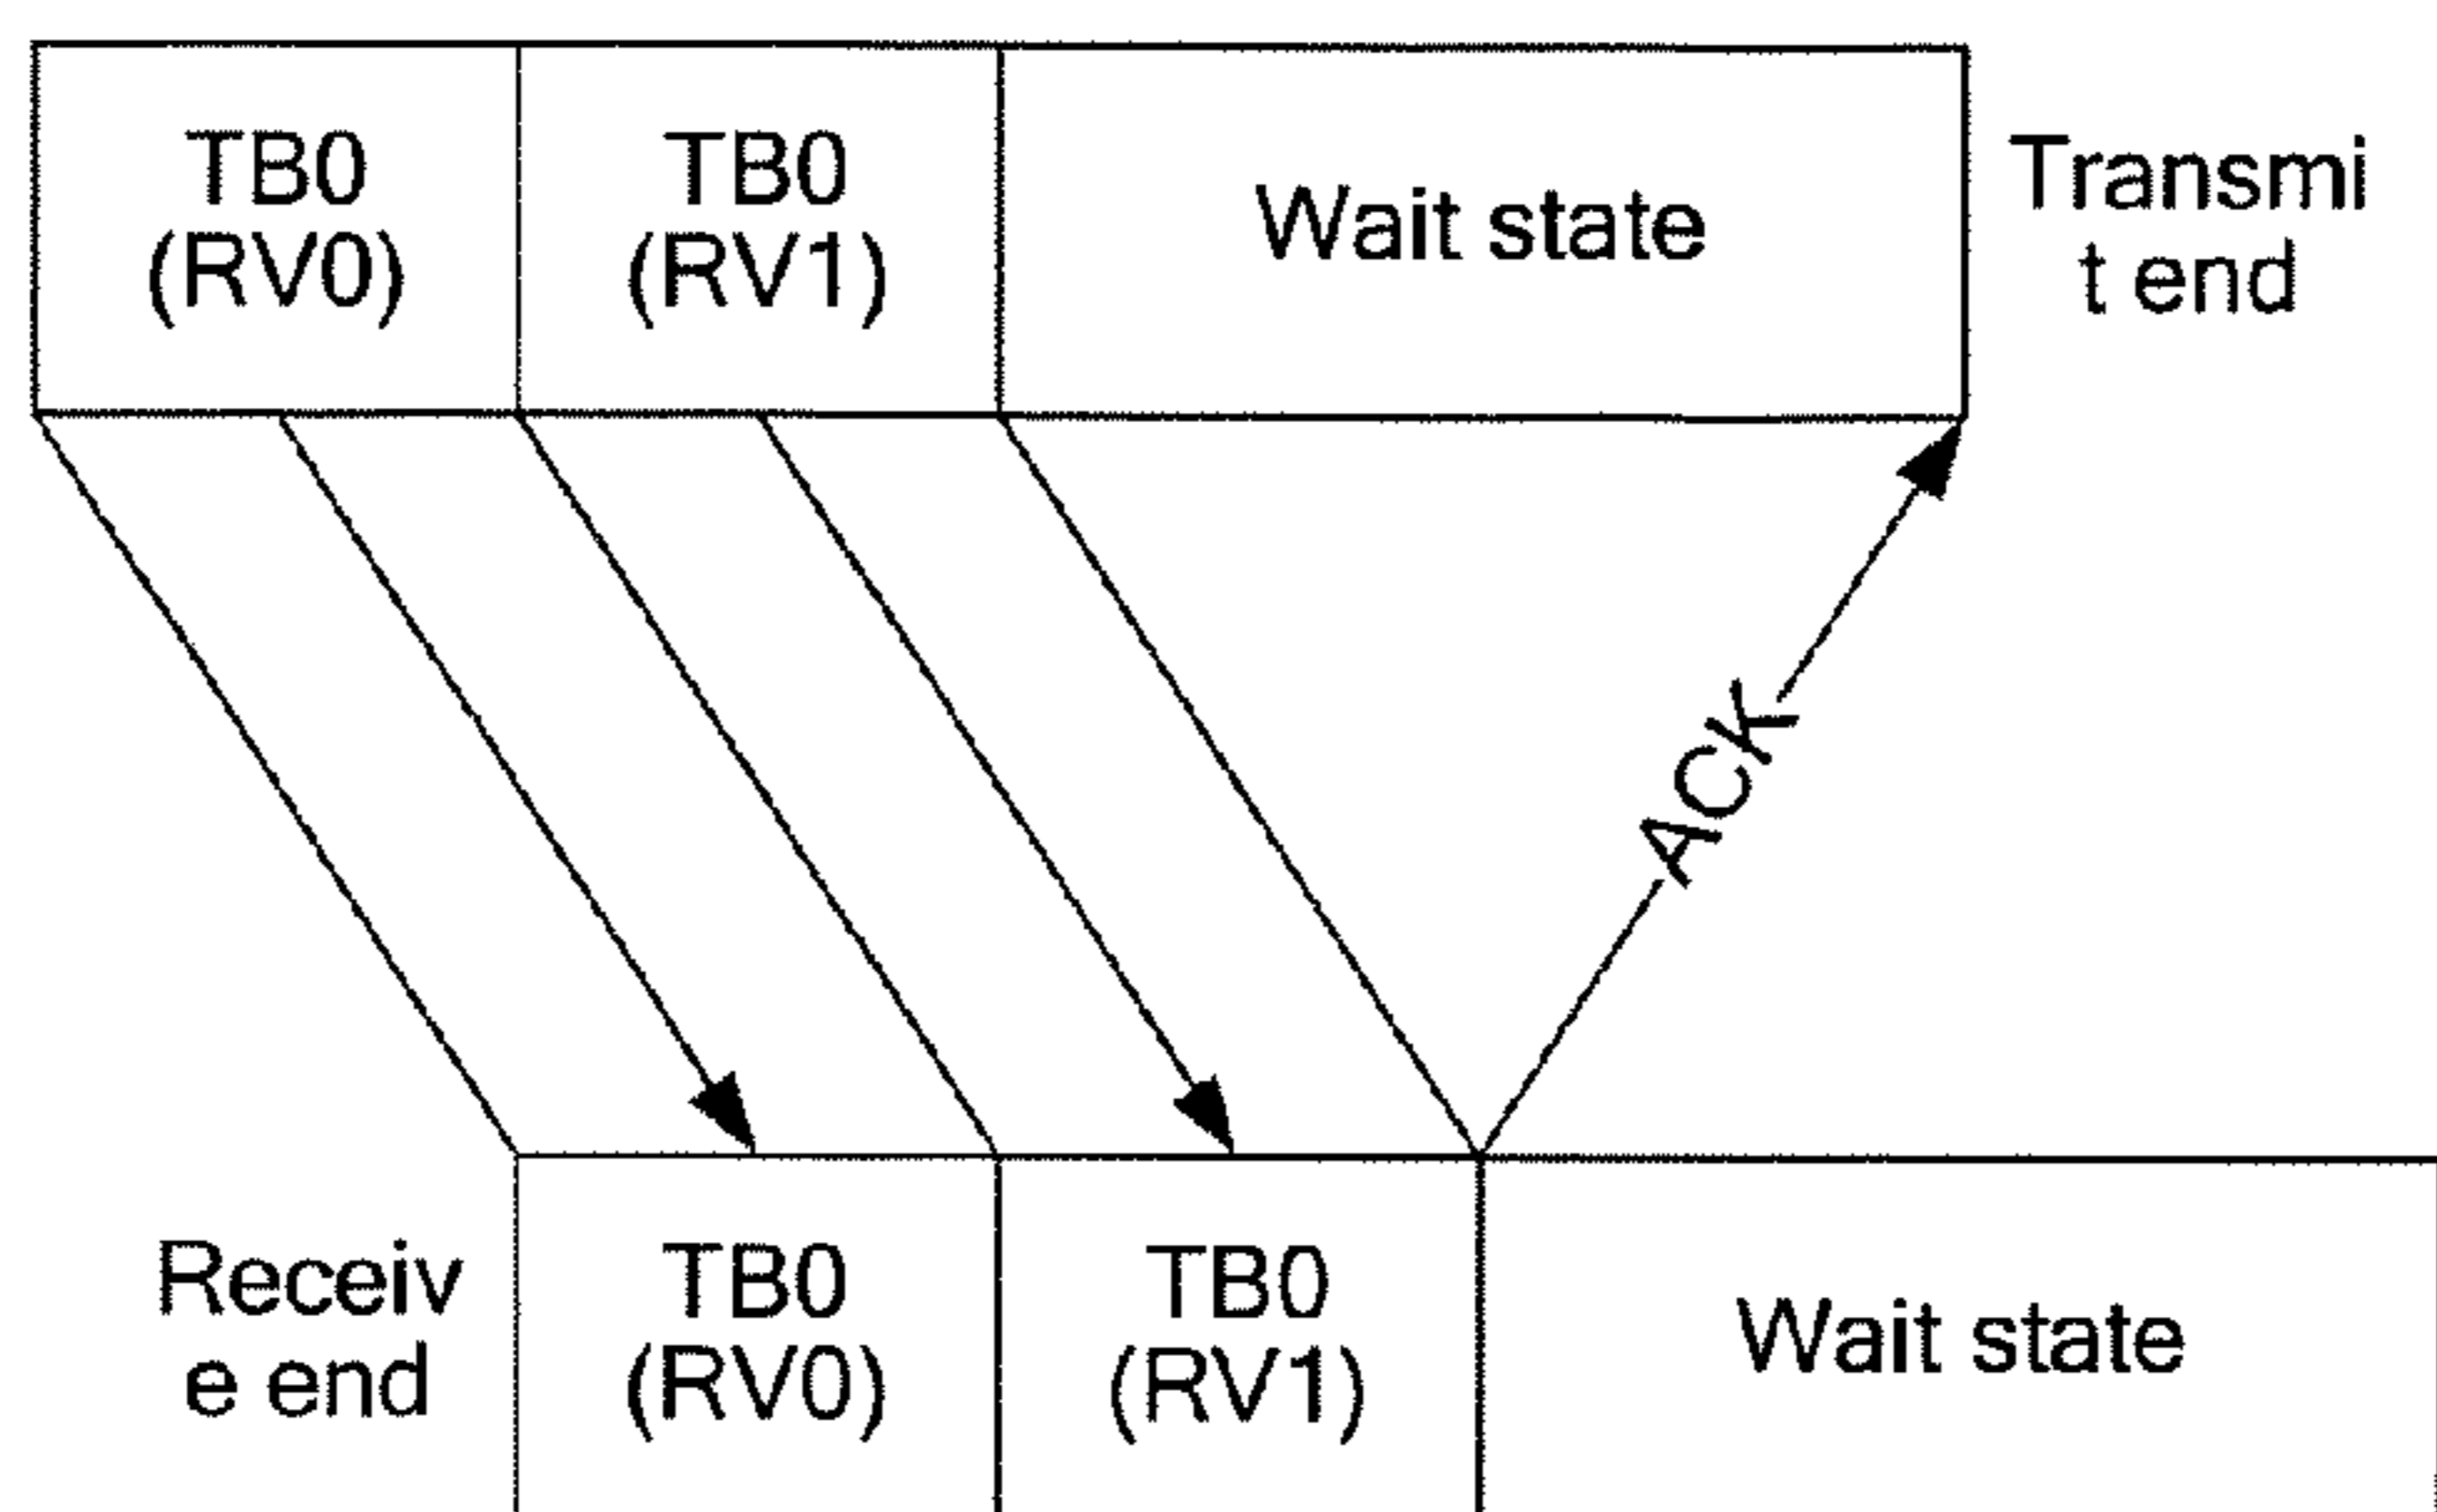 TB0
(RV0)
TB0
(RV1)
Wait state
Transmi
t end
ACK
Receiv
e end
TB0
(RV0)
TB0
(RV1)
Wait state